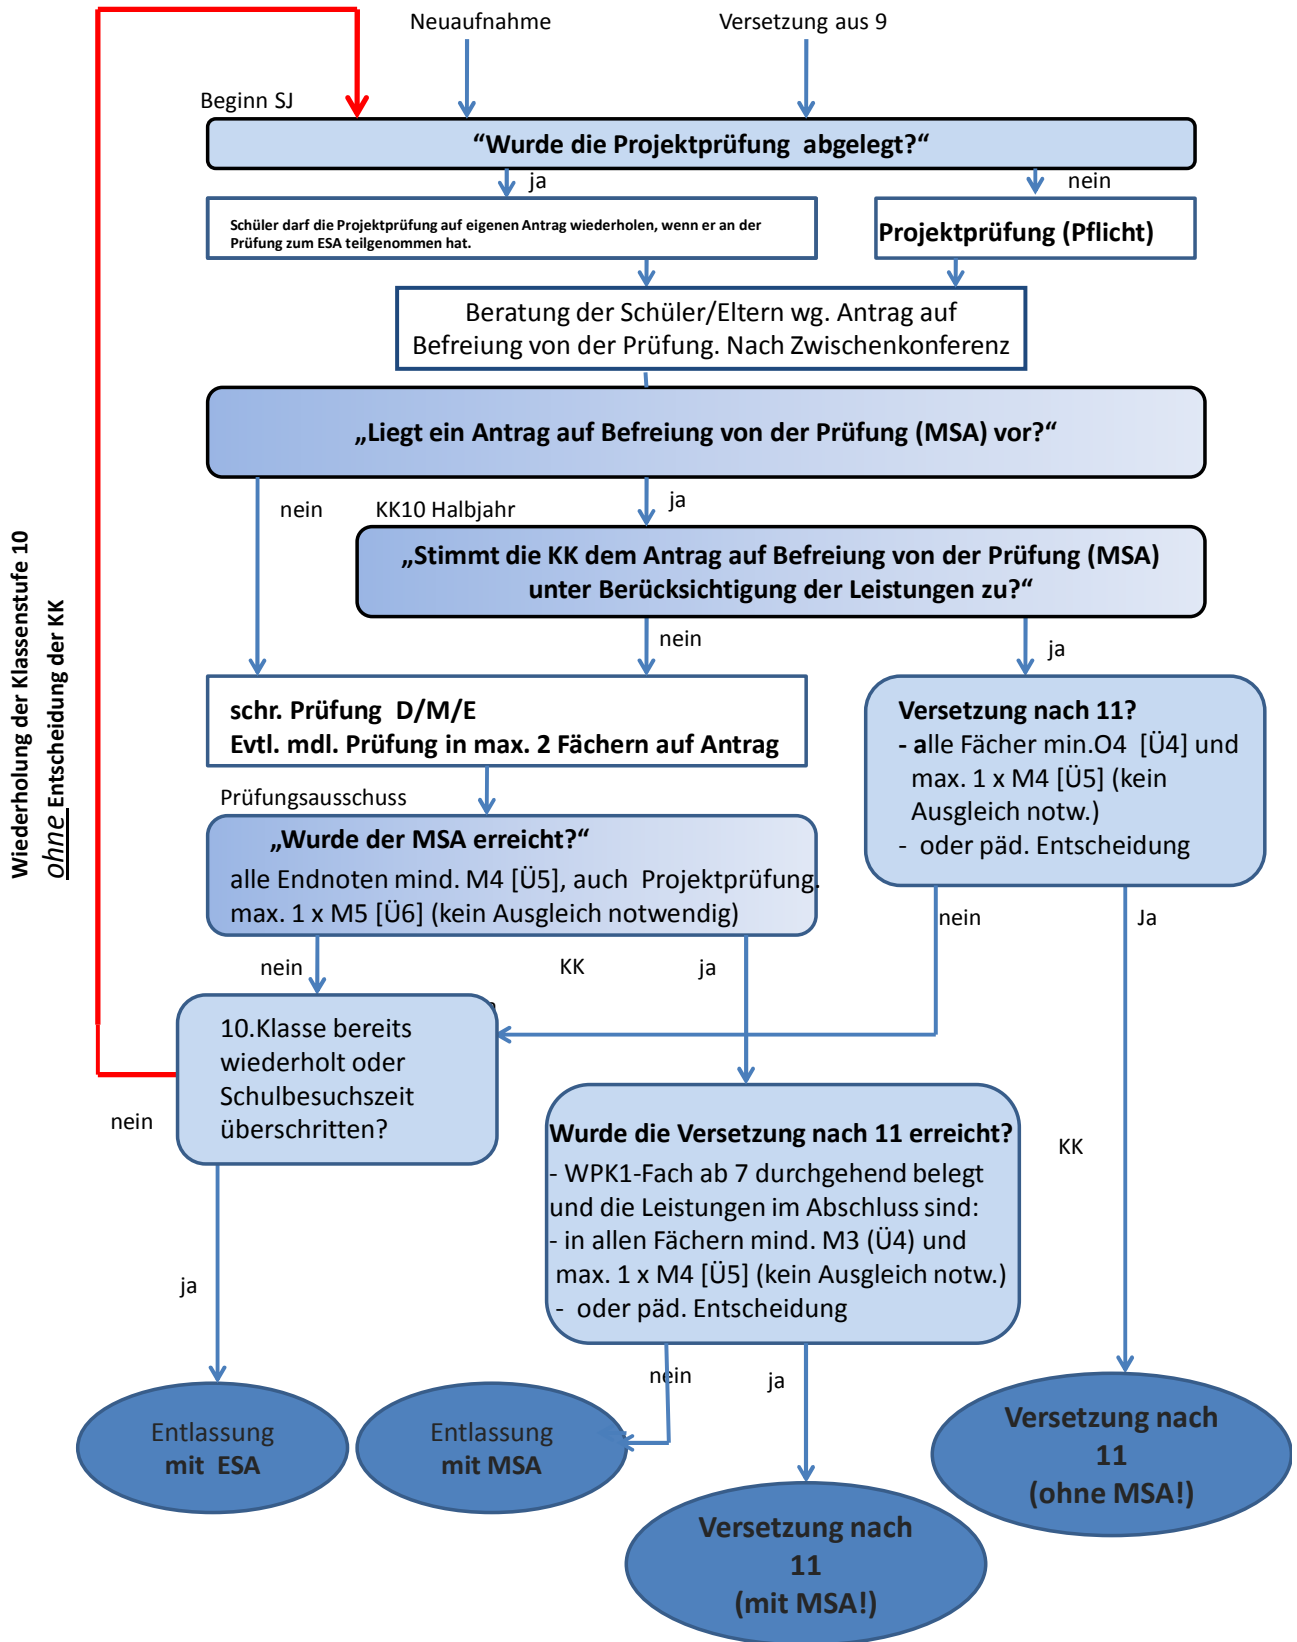 Neuaufnahme
Versetzung aus 9
Beginn SJ
“Wurde die Projektprüfung abgelegt?“
ja
nein
Schüler darf die Projektprüfung auf eigenen Antrag wiederholen, wenn er an der
Prüfung zum ESA teilgenommen hat.
Projektprüfung (Pflicht)
Beratung der Schüler/Eltern wg. Antrag auf
Befreiung von der Prüfung. Nach Zwischenkonferenz
„Liegt ein Antrag auf Befreiung von der Prüfung (MSA) vor?“
nein
ja
KK10 Halbjahr
„Stimmt die KK dem Antrag auf Befreiung von der Prüfung (MSA)
unter Berücksichtigung der Leistungen zu?“
nein
ja
Wiederholung der Klassenstufe 10
ohne Entscheidung der KK
schr. Prüfung D/M/E
Evtl. mdl. Prüfung in max. 2 Fächern auf Antrag
Versetzung nach 11?
- alle Fächer min.O4 [Ü4] und
max. 1 x M4 [Ü5] (kein
Ausgleich notw.)
- oder päd. Entscheidung
Prüfungsausschuss
„Wurde der MSA erreicht?“
alle Endnoten mind. M4 [Ü5], auch Projektprüfung.
max. 1 x M5 [Ü6] (kein Ausgleich notwendig)
nein
Ja
nein
KK
ja
10.Klasse bereits
wiederholt oder
Schulbesuchszeit
überschritten?
nein
Wurde die Versetzung nach 11 erreicht?
- WPK1-Fach ab 7 durchgehend belegt
und die Leistungen im Abschluss sind:
- in allen Fächern mind. M3 (Ü4) und
max. 1 x M4 [Ü5] (kein Ausgleich notw.)
- oder päd. Entscheidung
KK
ja
nein
ja
Entlassung
mit ESA
Entlassung
mit MSA
Versetzung nach
11
(ohne MSA!)
Versetzung nach
11
(mit MSA!)